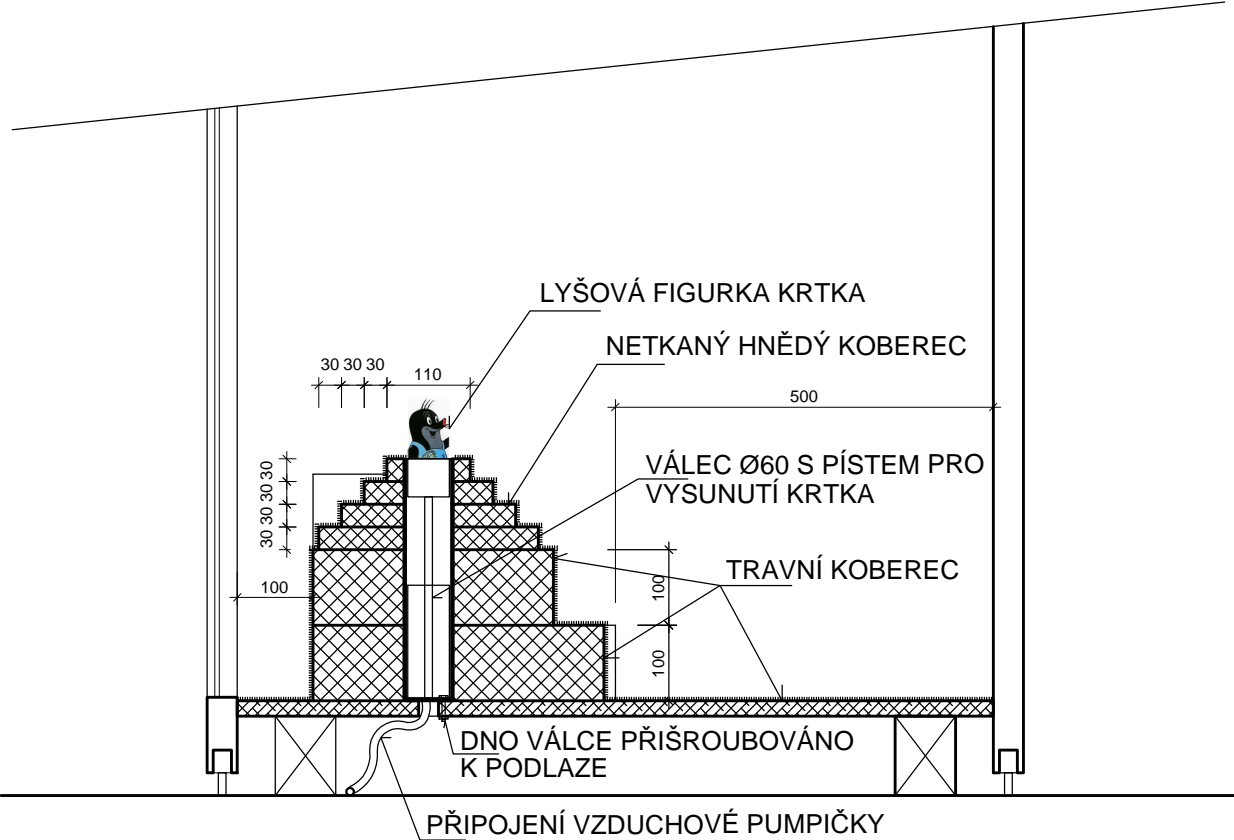 LYŠOVÁ FIGURKA KRTKA
NETKANÝ HNĚDÝ KOBEREC
30 30 30 110
500
VÁLEC Ø60 S PÍSTEM PRO
VYSUNUTÍ KRTKA
30
30
30
30
TRAVNÍ KOBEREC
100
100
100
DNO VÁLCE PŘIŠROUBOVÁNO
K PODLAZE
PŘIPOJENÍ VZDUCHOVÉ PUMPIČKY